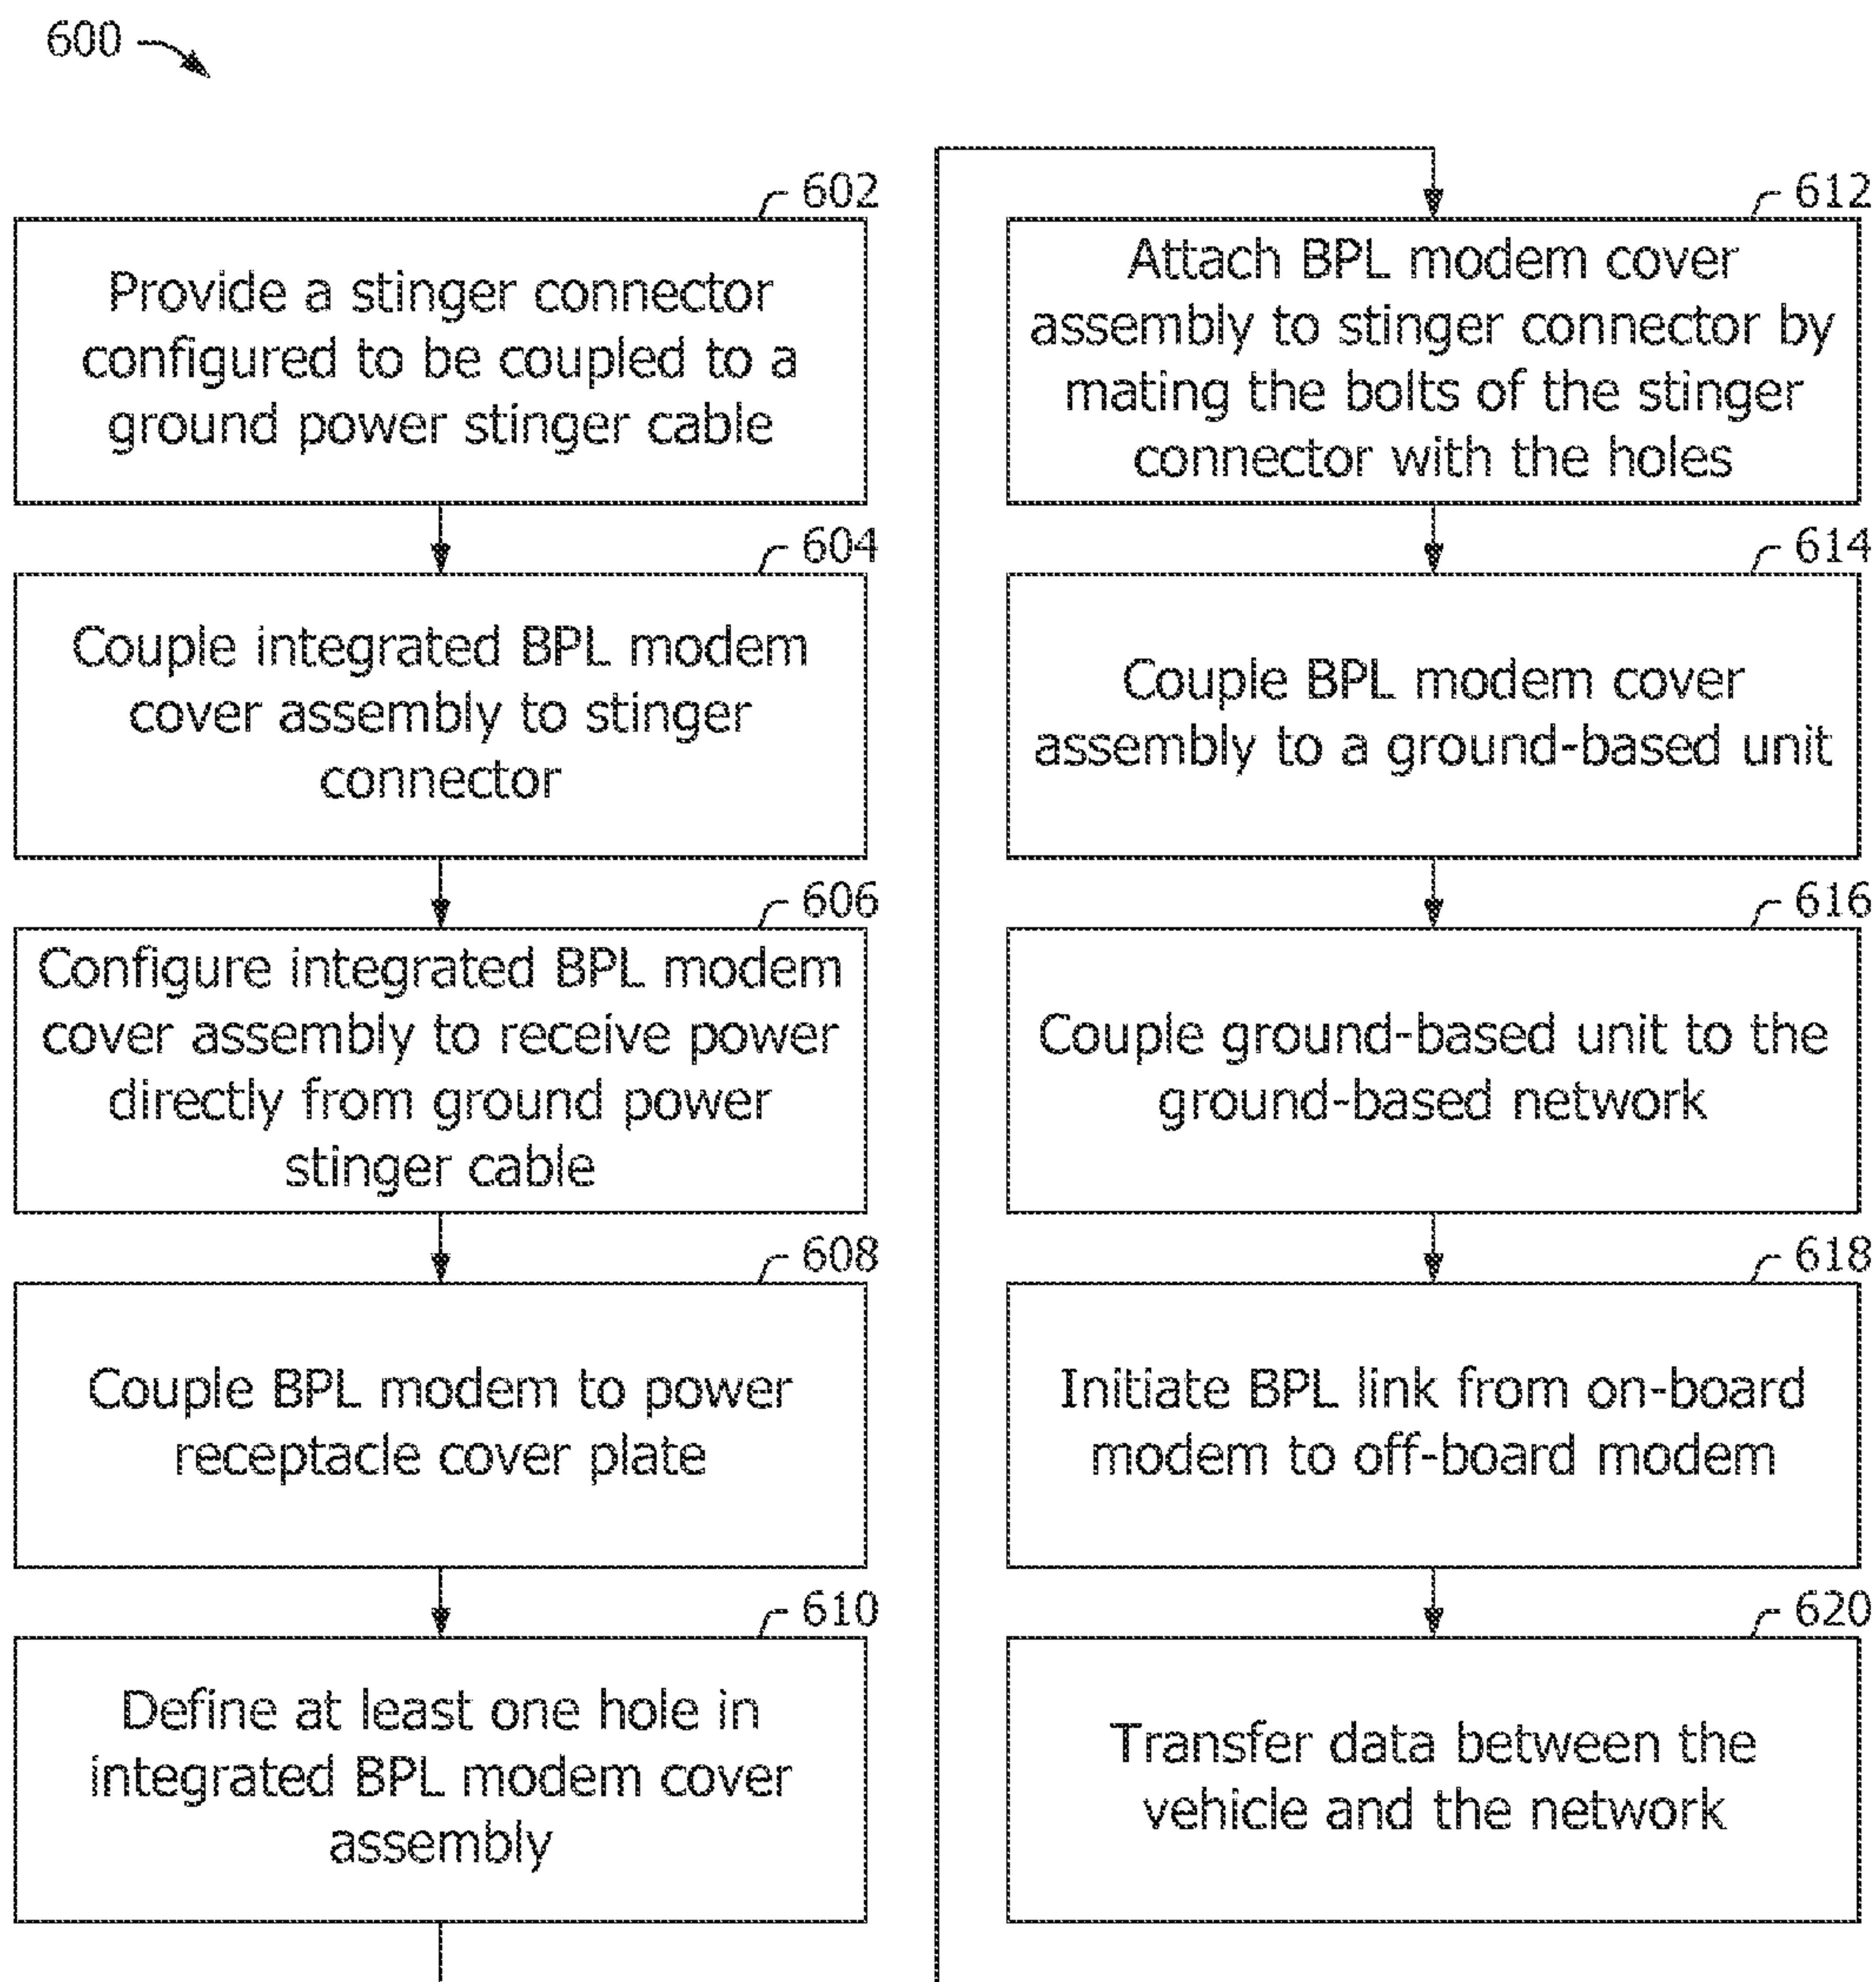 600
602
Provide a stinger connector
configured to be coupled to a
ground power stinger cable
604
Couple integrated BPL modem
cover assembly to stinger
connector
606
Configure integrated BPL modem
cover assembly to receive power
directly from ground power
stinger cable
608
Couple BPL modem to power
receptacle cover plate
610
Define at least one hole in
integrated BPL modem cover
assembly
612
Attach BPL modem cover
assembly to stinger connector by
mating the bolts of the stinger
connector with the holes
614
Couple BPL modem cover
assembly to a ground-based unit
616
Couple ground-based unit to the
ground-based network
618
Initiate BPL link from on-board
modem to off-board modem
620
Transfer data between the
vehicle and the network